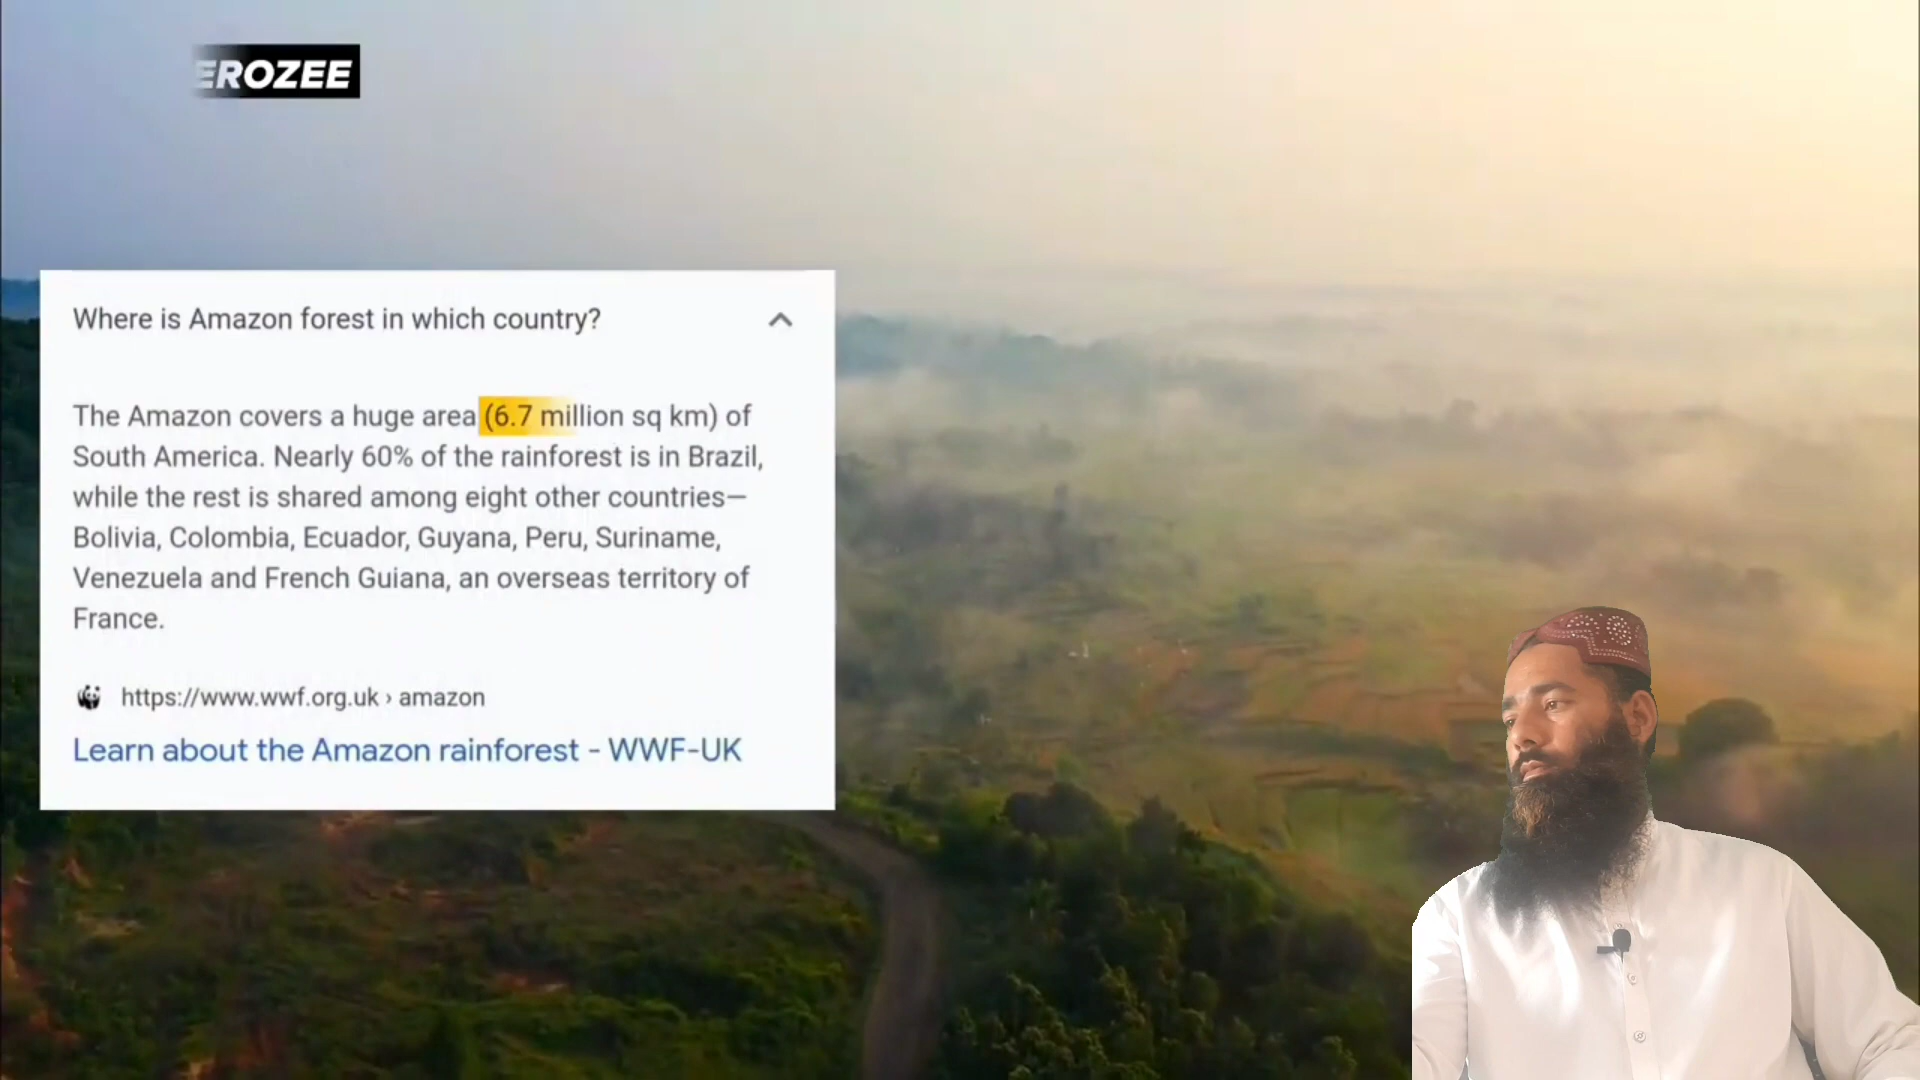 EROZEE
Where is Amazon forest in which country?
The Amazon covers a huge area (6.7 million sq km) of
South America. Nearly 60% of the rainforest is in Brazil,
while the rest is shared among eight other countries—
Bolivia, Colombia, Ecuador, Guyana, Peru, Suriname,
Venezuela and French Guiana, an overseas territory of
France.
https://www.wwf.org.uk › amazon
Learn about the Amazon rainforest - WWF-UK